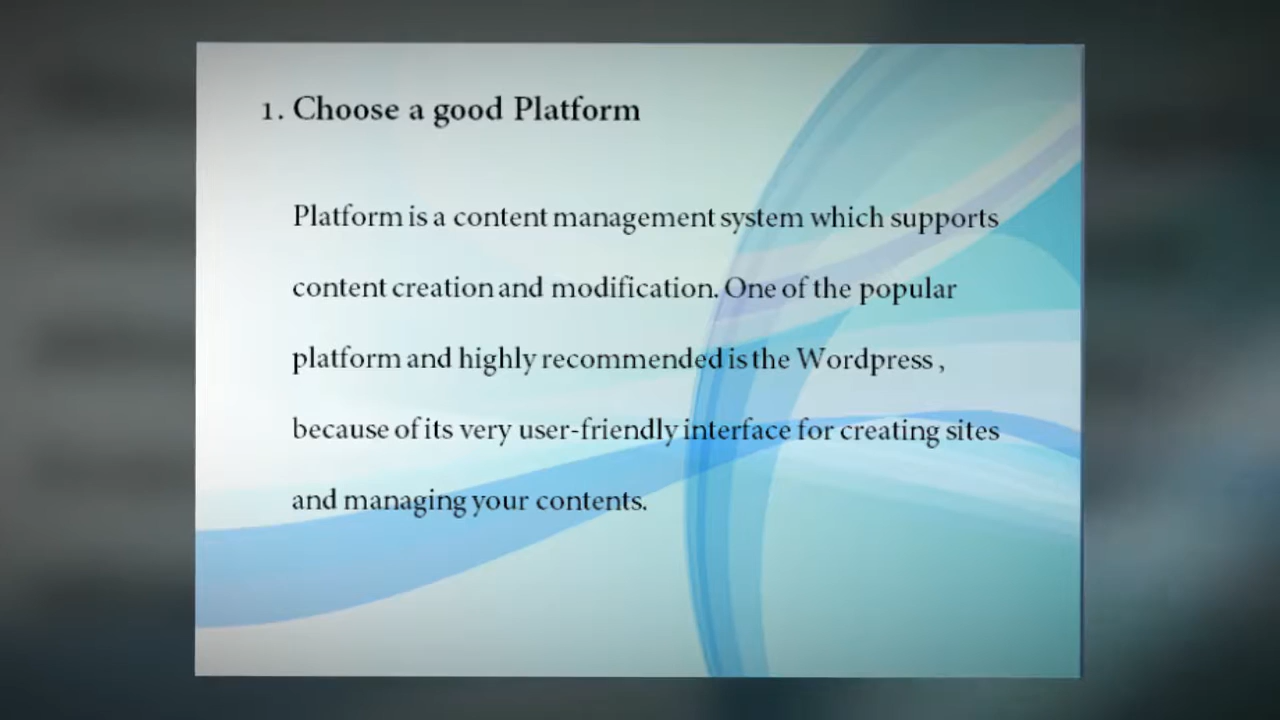 1. Choose a good Platform
Platform is a content management system which supports
content creation and modification. One of the popular
platform and highly recommended is the Wordpress ,
because of its very user-friendly interface for creating sites
and managing your contents.